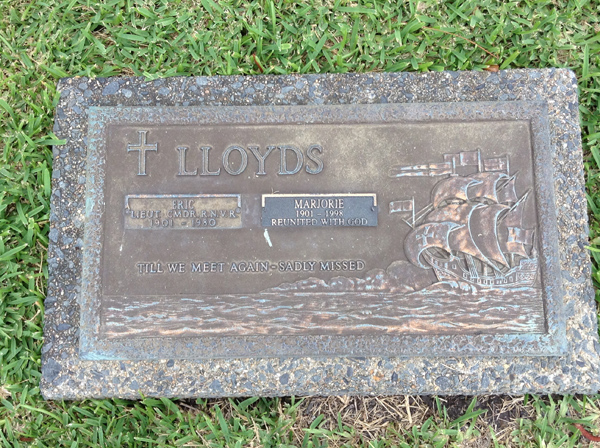 LLOYDS
ERIC
LIEUT. CMDR. R.N.V.R.
1901 - 1980
MARJORIE
1901 - 1998
REUNITED WITH GOD
TILL WE MEET AGAIN - SADLY MISSED